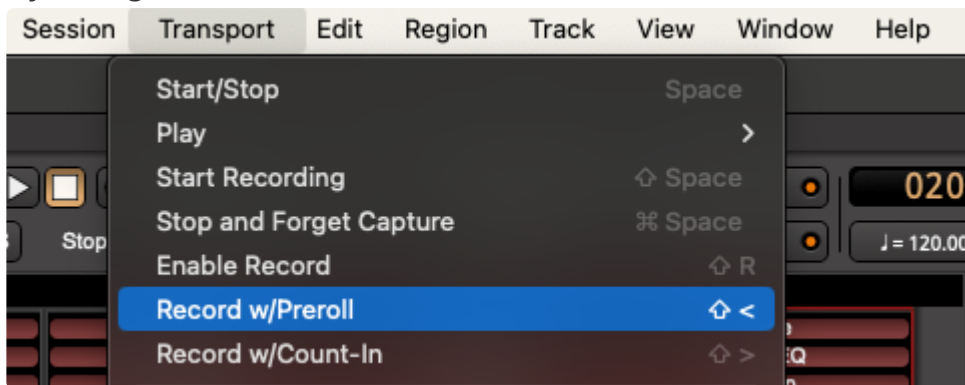 Session Transport Edit Region Track View Window Help
Start/Stop Space
Play >
Start Recording ⇧ Space
Stop and Forget Capture ⌘ Space
Stop
020
Enable Record ⇧ R
♩ = 120.00
Record w/Preroll ⇧ <
Record w/Count-In ⇧ >
EQ